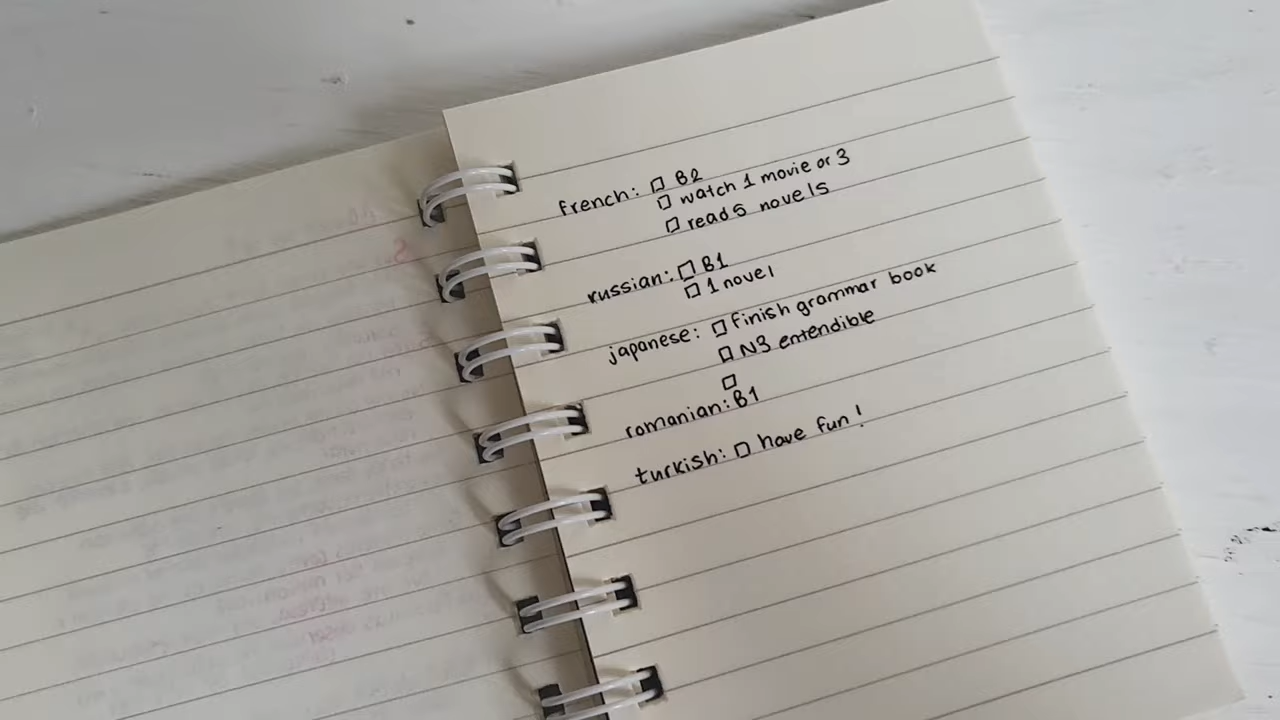 french: □ B2
□ watch 1 movie or 3
□ read 5 novels
russian: □ B1
□ 1 novel
japanese: □ finish grammar book
□ N3 entendible
□
romanian: B1
turkish: □ have fun!